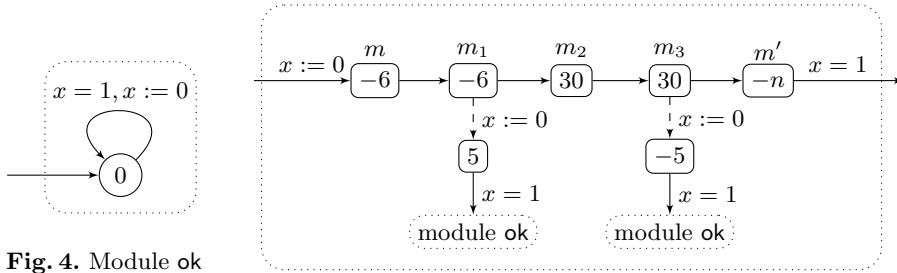 x := 0
m
m1
m2
m3
m′
x = 1
−6
−6
30
30
−n
x = 1, x := 0
0
x := 0
x := 0
5
−5
x = 1
x = 1
module ok
module ok
Fig. 4. Module ok